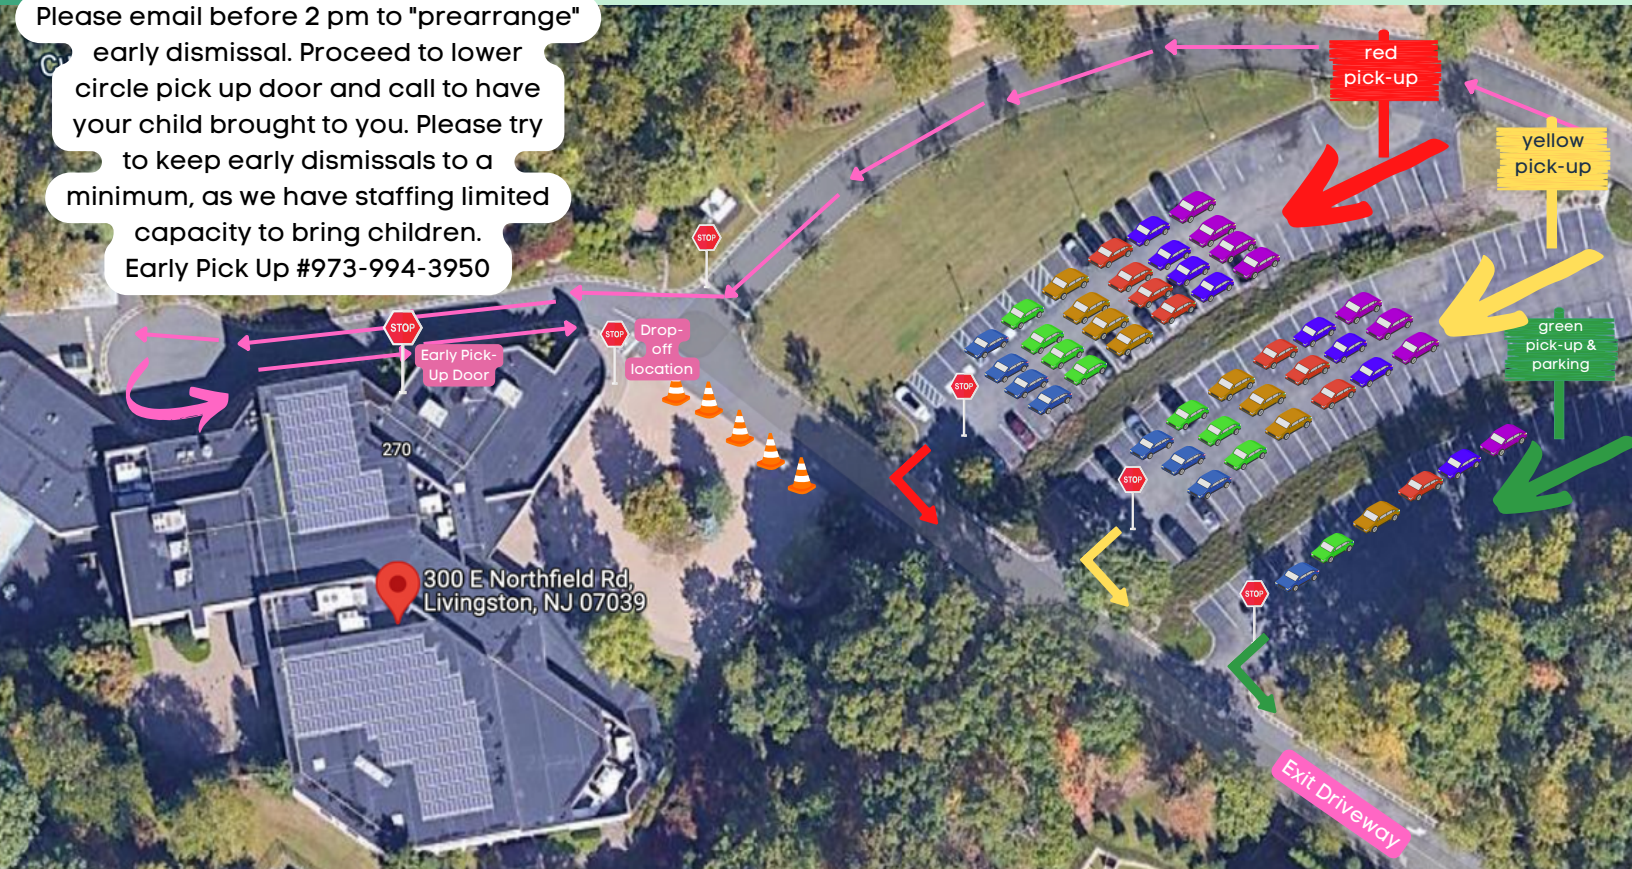 Please email before 2 pm to "prearrange"
early dismissal. Proceed to lower
circle pick up door and call to have
your child brought to you. Please try
to keep early dismissals to a
minimum, as we have staffing limited
capacity to bring children.
Early Pick Up #973-994-3950
red
pick-up
yellow
pick-up
green
pick-up &
parking
STOP
STOP
STOP
Drop-
off
location
Early Pick-
Up Door
STOP
STOP
STOP
270
300 E Northfield Rd,
Livingston, NJ 07039
Exit Driveway